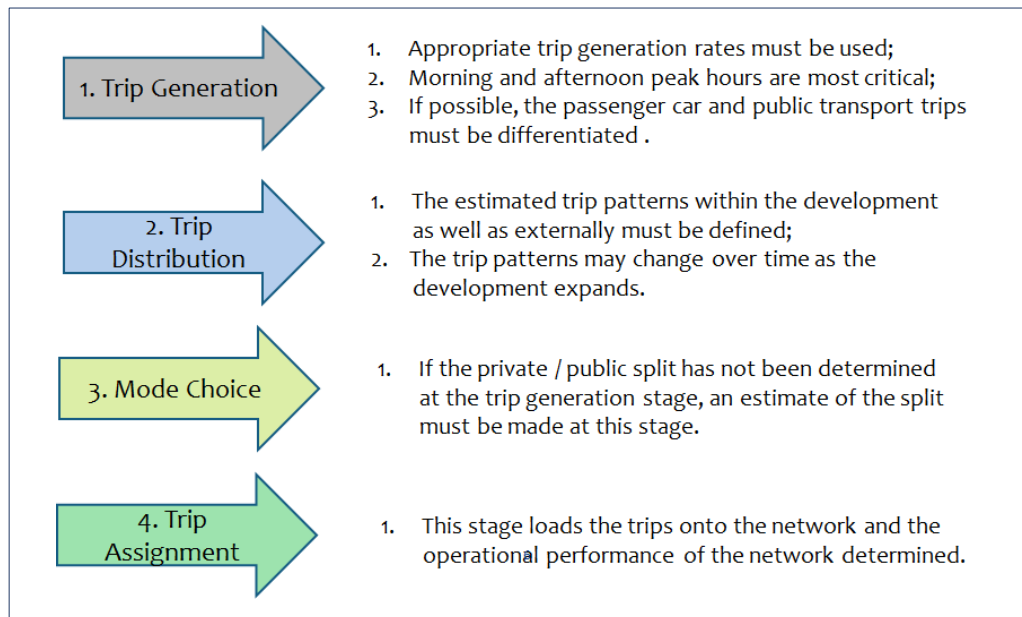 1. Trip Generation
1. Appropriate trip generation rates must be used;
2. Morning and afternoon peak hours are most critical;
3. If possible, the passenger car and public transport trips
must be differentiated .
2. Trip
Distribution
1. The estimated trip patterns within the development
as well as externally must be defined;
2. The trip patterns may change over time as the
development expands.
3. Mode Choice
1. If the private / public split has not been determined
at the trip generation stage, an estimate of the split
must be made at this stage.
4. Trip
Assignment
1. This stage loads the trips onto the network and the
operational performance of the network determined.